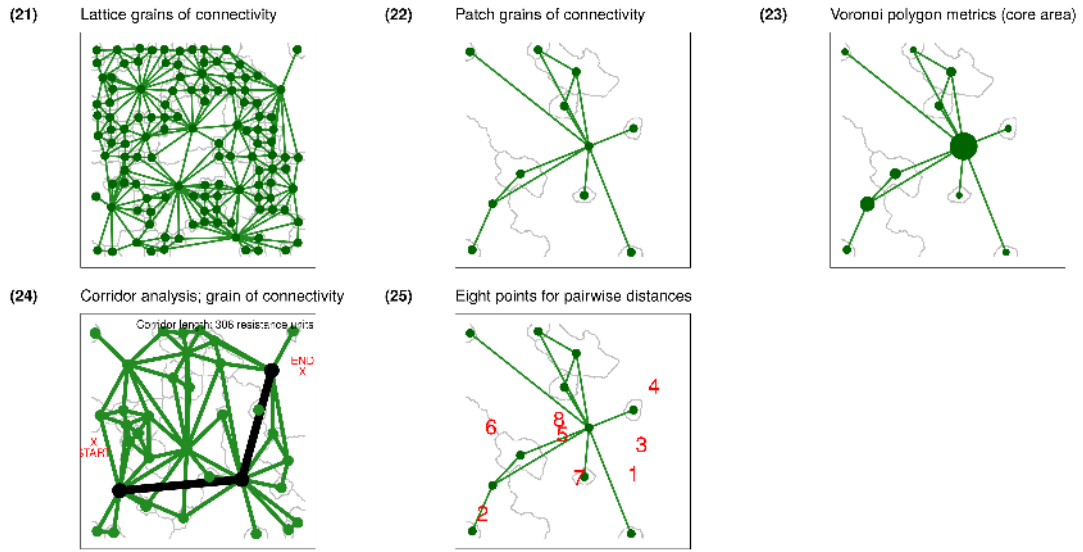 (21) Lattice grains of connectivity
(22) Patch grains of connectivity
(23) Voronoi polygon metrics (core area)
(24) Corridor analysis; grain of connectivity
Corridor length: 306 resistance units
END
X
X
START
(25) Eight points for pairwise distances
4
8
6
5
3
7
1
2